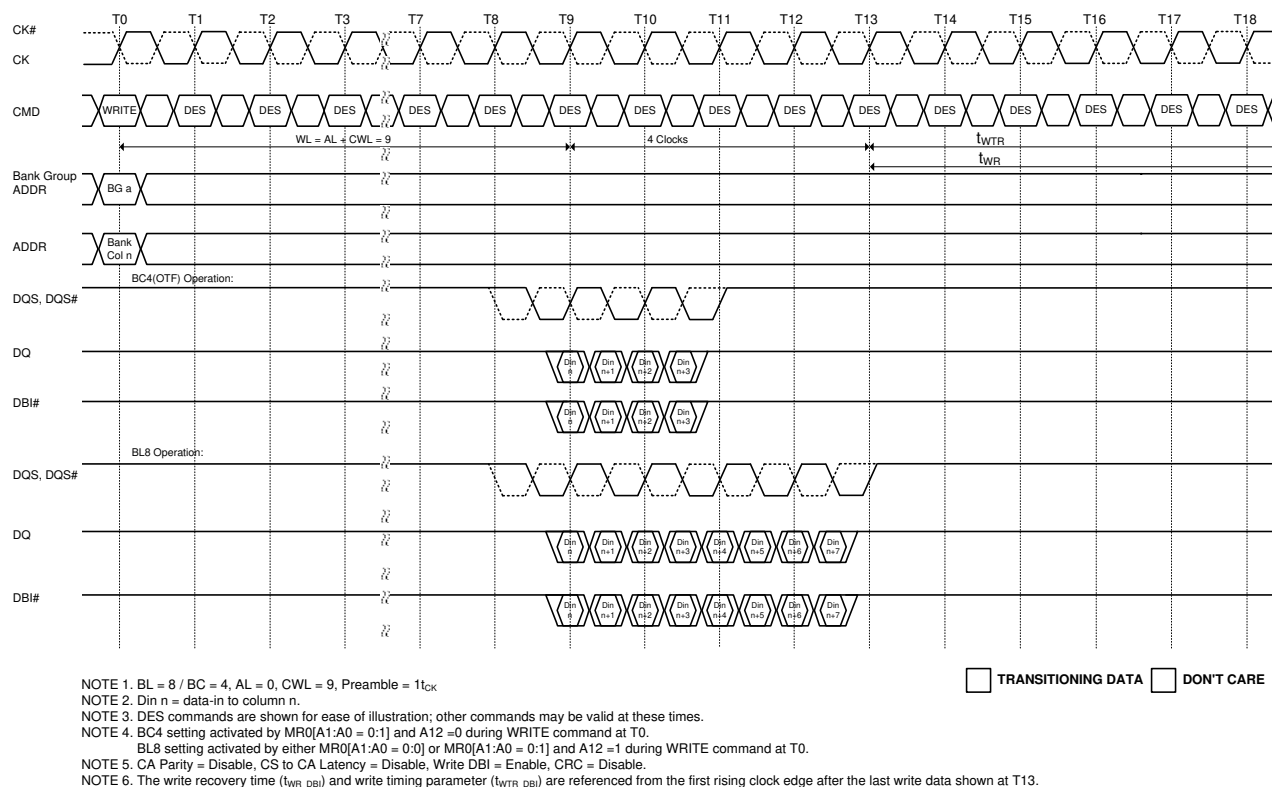 T0 T1 T2 T3 T7 T8 T9 T10 T11 T12 T13 T14 T15 T16 T17 T18
CK#
CK
CMD WRITE DES DES DES DES DES DES DES DES DES DES DES DES DES DES DES
WL = AL + CWL = 9 4 Clocks tWTR
tWR
Bank Group
ADDR BG a
ADDR Bank
Col n
BC4(OTF) Operation:
DQS, DQS#
DQ Din n Din n+1 Din n+2 Din n+3
DBI# Din n Din n+1 Din n+2 Din n+3
BL8 Operation:
DQS, DQS#
DQ Din n Din n+1 Din n+2 Din n+3 Din n+4 Din n+5 Din n+6 Din n+7
DBI# Din n Din n+1 Din n+2 Din n+3 Din n+4 Din n+5 Din n+6 Din n+7
TRANSITIONING DATA DON'T CARE
NOTE 1. BL = 8 / BC = 4, AL = 0, CWL = 9, Preamble = 1tCK
NOTE 2. Din n = data-in to column n.
NOTE 3. DES commands are shown for ease of illustration; other commands may be valid at these times.
NOTE 4. BC4 setting activated by MR0[A1:A0 = 0:1] and A12 =0 during WRITE command at T0.
BL8 setting activated by either MR0[A1:A0 = 0:0] or MR0[A1:A0 = 0:1] and A12 =1 during WRITE command at T0.
NOTE 5. CA Parity = Disable, CS to CA Latency = Disable, Write DBI = Enable, CRC = Disable.
NOTE 6. The write recovery time (tWR_DBI) and write timing parameter (tWTR_DBI) are referenced from the first rising clock edge after the last write data shown at T13.